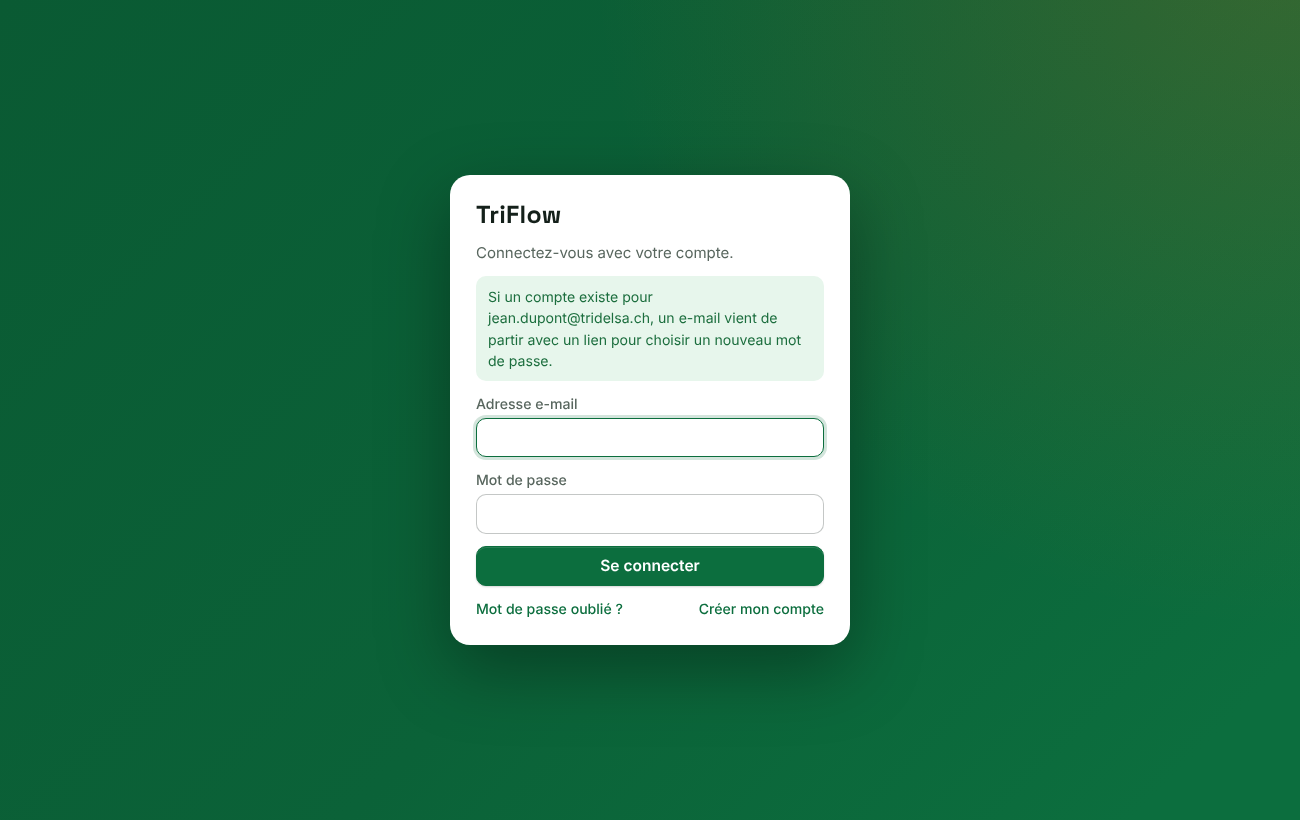 TriFlow
Connectez-vous avec votre compte.
Si un compte existe pour
jean.dupont@tridelsa.ch, un e-mail vient de
partir avec un lien pour choisir un nouveau mot
de passe.
Adresse e-mail
Mot de passe
Se connecter
Mot de passe oublié ? Créer mon compte